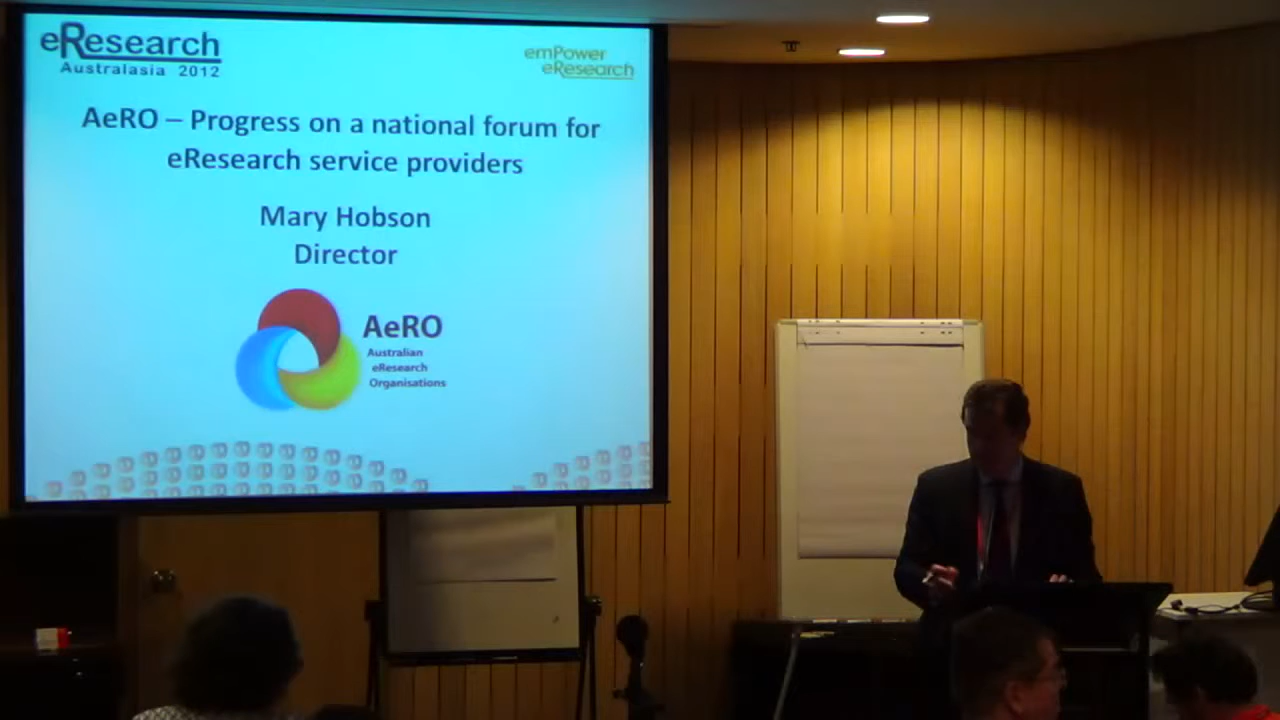 eResearch
Australasia 2012
emPower
eResearch
AeRO – Progress on a national forum for
eResearch service providers
Mary Hobson
Director
AeRO
Australian
eResearch
Organisations